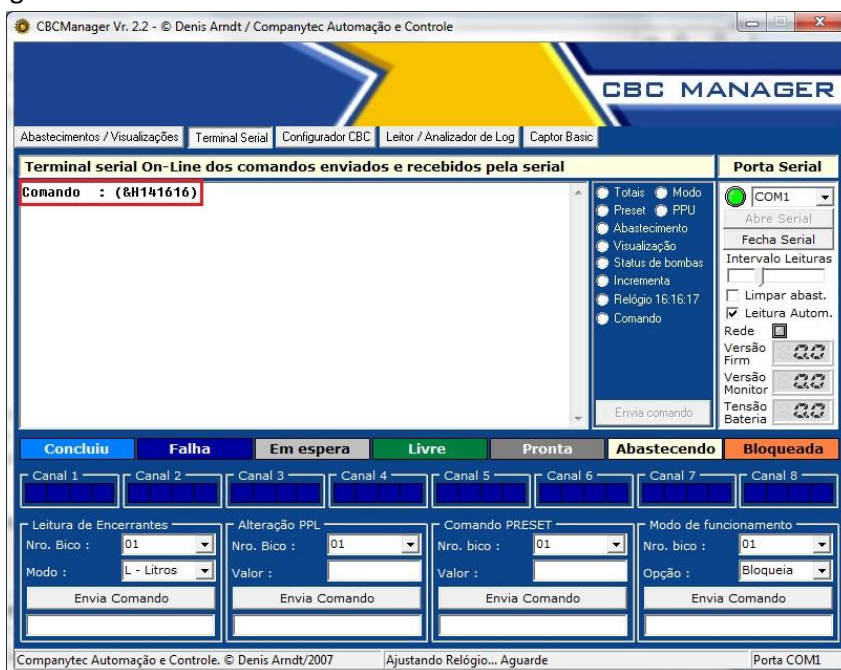 CBCManager Vr. 2.2 - © Denis Arndt / Companytec Automação e Controle
CBC MANAGER
Abastecimentos / Visualizações Terminal Serial Configurador CBC Leitor / Analizador de Log Captor Basic
Terminal serial On-Line dos comandos enviados e recebidos pela serial
Porta Serial
Comando : (&H141616)
Totais Modo
Preset PPU
Abastecimento
Visualização
Status de bombas
Incrementa
Relógio 16:16:17
Comando
Envia comando
COM1
Abre Serial
Fecha Serial
Intervalo Leituras
Limpar abast.
Leitura Autom.
Rede
Versão Firm 0.0
Versão Monitor 0.0
Tensão Bateria 0.0
Concluiu Falha Em espera Livre Pronta Abastecendo Bloqueada
Canal 1 Canal 2 Canal 3 Canal 4 Canal 5 Canal 6 Canal 7 Canal 8
Leitura de Encerrantes
Nro. Bico : 01
Modo : L - Litros
Envia Comando
Alteração PPL
Nro. Bico : 01
Valor :
Envia Comando
Comando PRESET
Nro. bico : 01
Valor :
Envia Comando
Modo de funcionamento
Nro. bico : 01
Opção : Bloqueia
Envia Comando
Companytec Automação e Controle. © Denis Arndt/2007 Ajustando Relógio... Aguarde Porta COM1